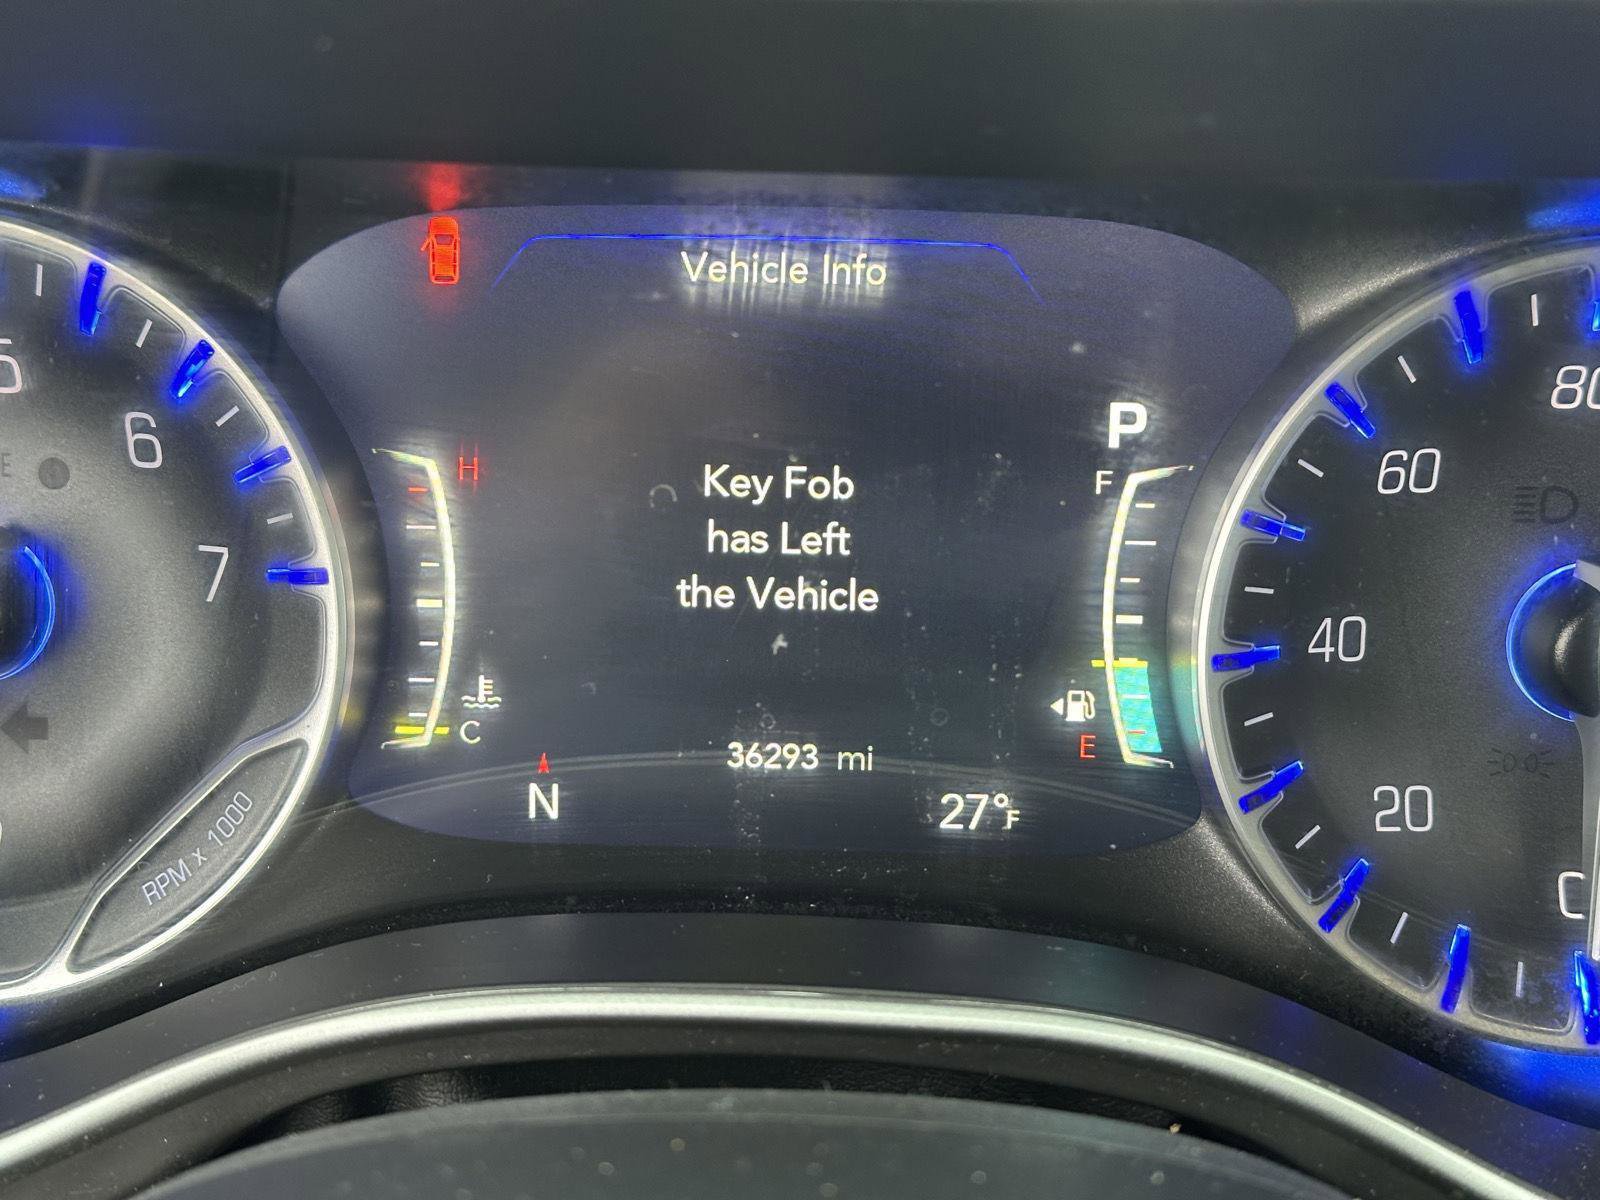 Vehicle Info
P
H
F
Key Fob
has Left
the Vehicle
C
E
36293 mi
N
27°F
5
6
7
RPM x 1000
80
60
40
20